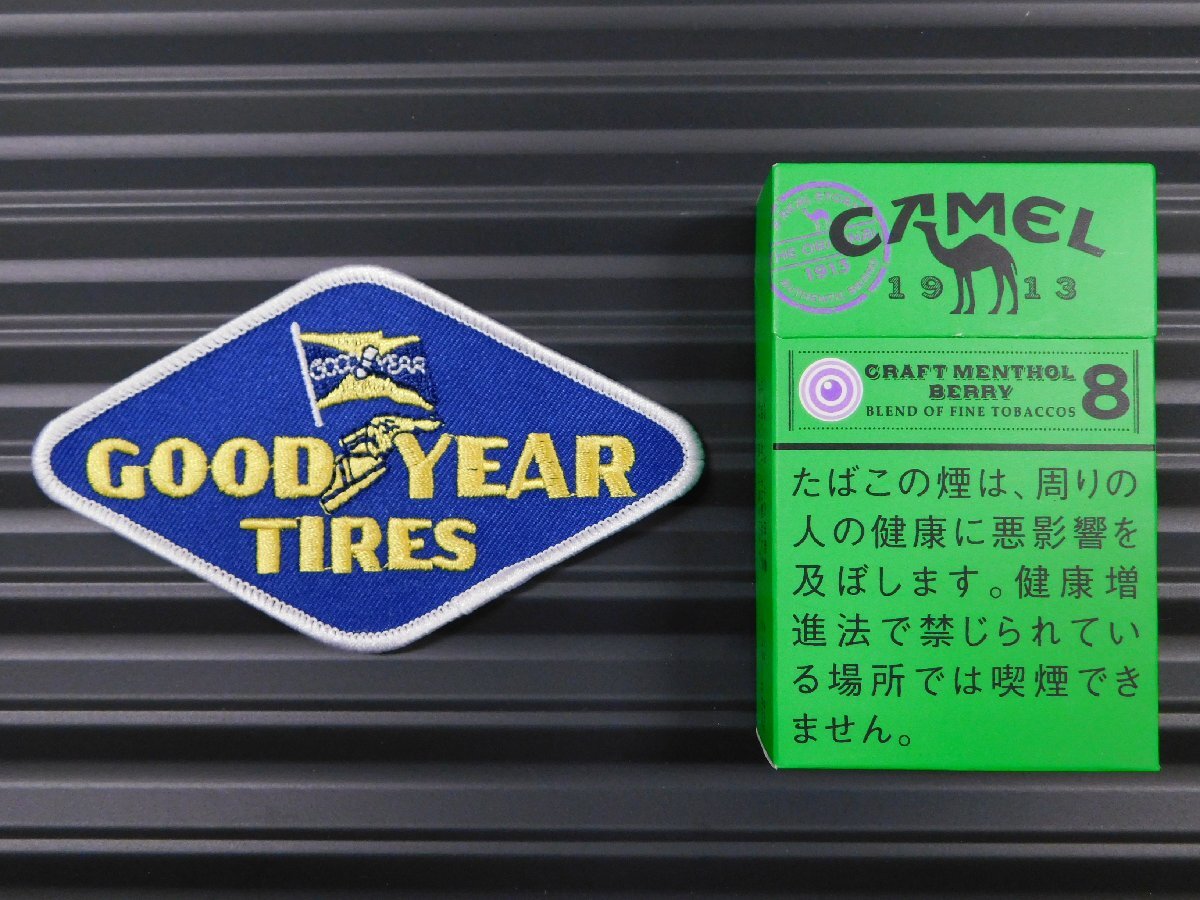 GOOD YEAR
GOOD YEAR
TIRES
CAMEL
1913
1913
CRAFT MENTHOL
BERRY
BLEND OF FINE TOBACCOS
8
たばこの煙は、周りの
人の健康に悪影響を
及ぼします。健康増
進法で禁じられてい
る場所では喫煙でき
ません。